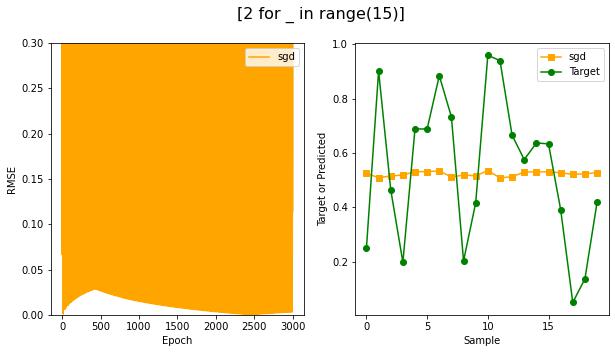 [2 for _ in range(15)]
0.30
0.25
0.20
0.15
0.10
0.05
0.00
RMSE
0 500 1000 1500 2000 2500 3000
Epoch
sgd
1.0
0.8
0.6
0.4
0.2
Target or Predicted
0 5 10 15
Sample
sgd
Target